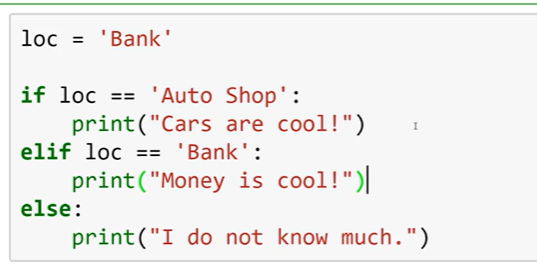 loc = 'Bank'
if loc == 'Auto Shop':
    print("Cars are cool!")
elif loc == 'Bank':
    print("Money is cool!")
else:
    print("I do not know much.")